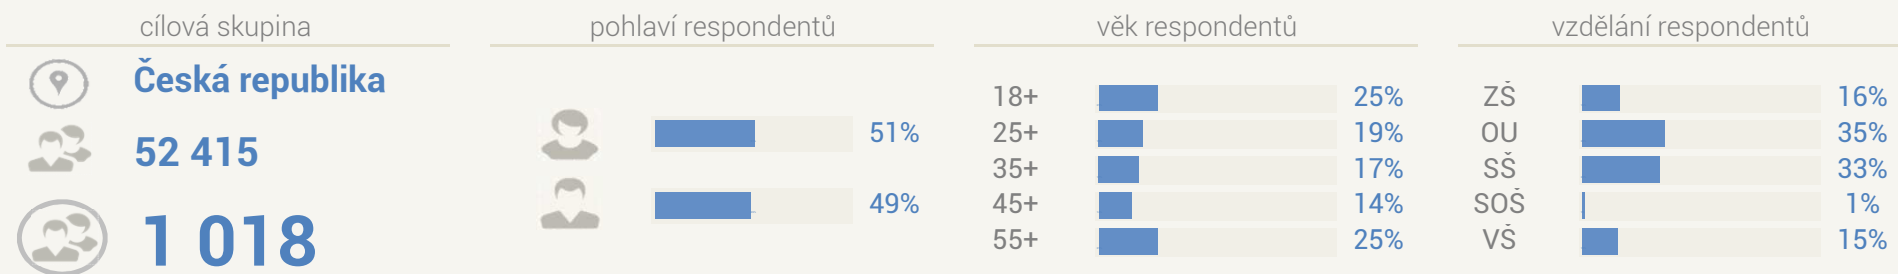 cílová skupina
Česká republika
52 415
1 018
pohlaví respondentů
51%
49%
věk respondentů
18+ 25%
25+ 19%
35+ 17%
45+ 14%
55+ 25%
vzdělání respondentů
ZŠ 16%
OU 35%
SŠ 33%
SOŠ 1%
VŠ 15%